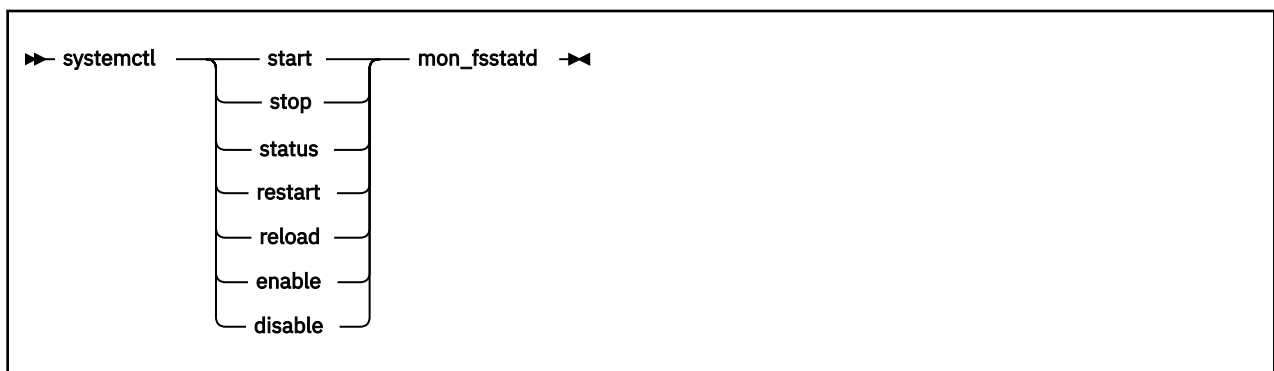 systemctl start mon_fsstatd
stop
status
restart
reload
enable
disable